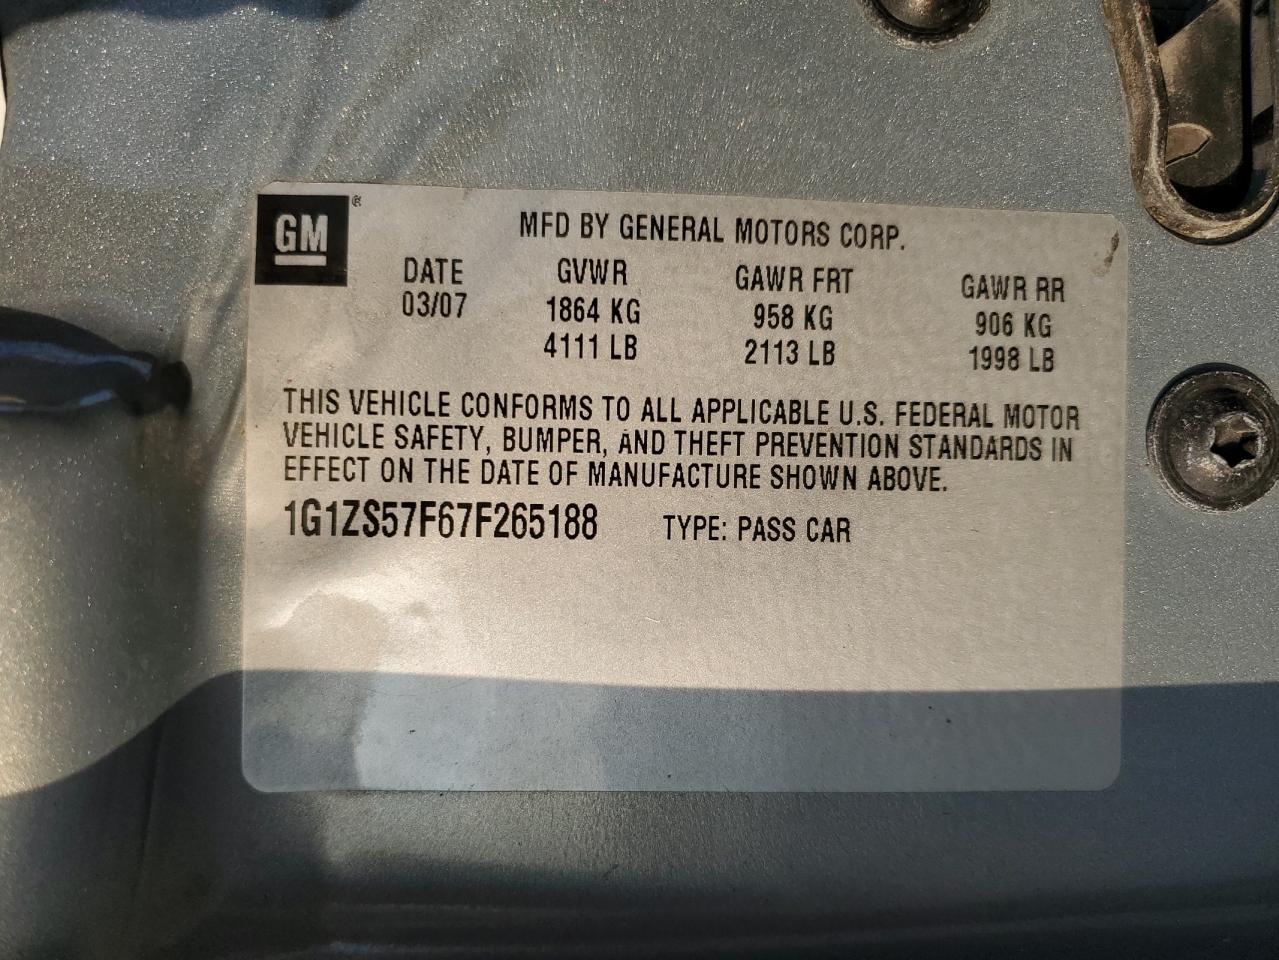 GM ®
MFD BY GENERAL MOTORS CORP.
DATE GVWR GAWR FRT GAWR RR
03/07 1864 KG 958 KG 906 KG
4111 LB 2113 LB 1998 LB
THIS VEHICLE CONFORMS TO ALL APPLICABLE U.S. FEDERAL MOTOR
VEHICLE SAFETY, BUMPER, AND THEFT PREVENTION STANDARDS IN
EFFECT ON THE DATE OF MANUFACTURE SHOWN ABOVE.
1G1ZS57F67F265188 TYPE: PASS CAR